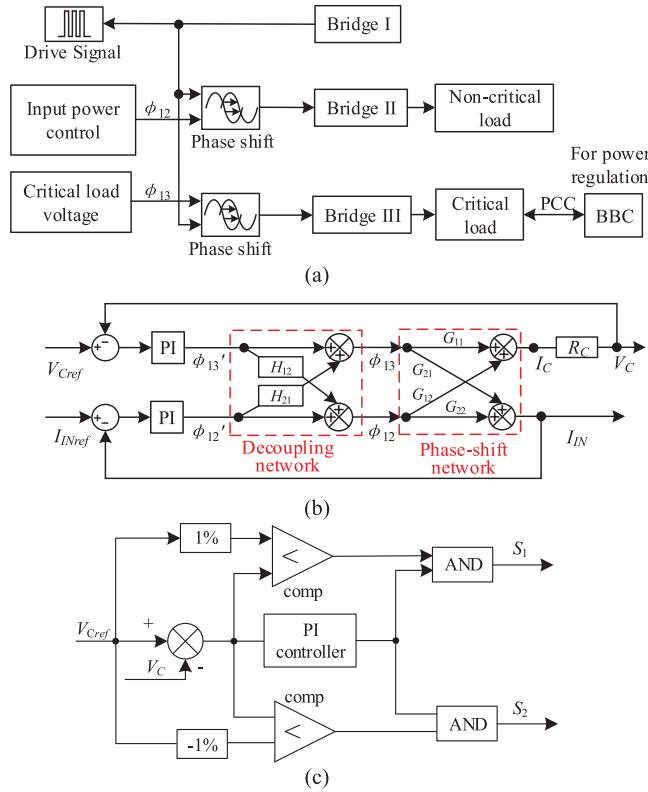 Bridge I
Drive Signal
Input power
control
ϕ12
Phase shift
Bridge II
Non-critical
load
For power
regulation
Critical load
voltage
ϕ13
Phase shift
Bridge III
Critical
load
PCC
BBC
(a)
VCref
+
-
PI
ϕ13′
H12
H21
+
+
ϕ13
G11
G21
G12
G22
+
+
IC
RC
VC
IINref
+
-
PI
ϕ12′
+
+
ϕ12
+
+
IIN
Decoupling
network
Phase-shift
network
(b)
1%
<
comp
AND
S1
VCref
+
VC
-
PI
controller
comp
<
-1%
AND
S2
(c)